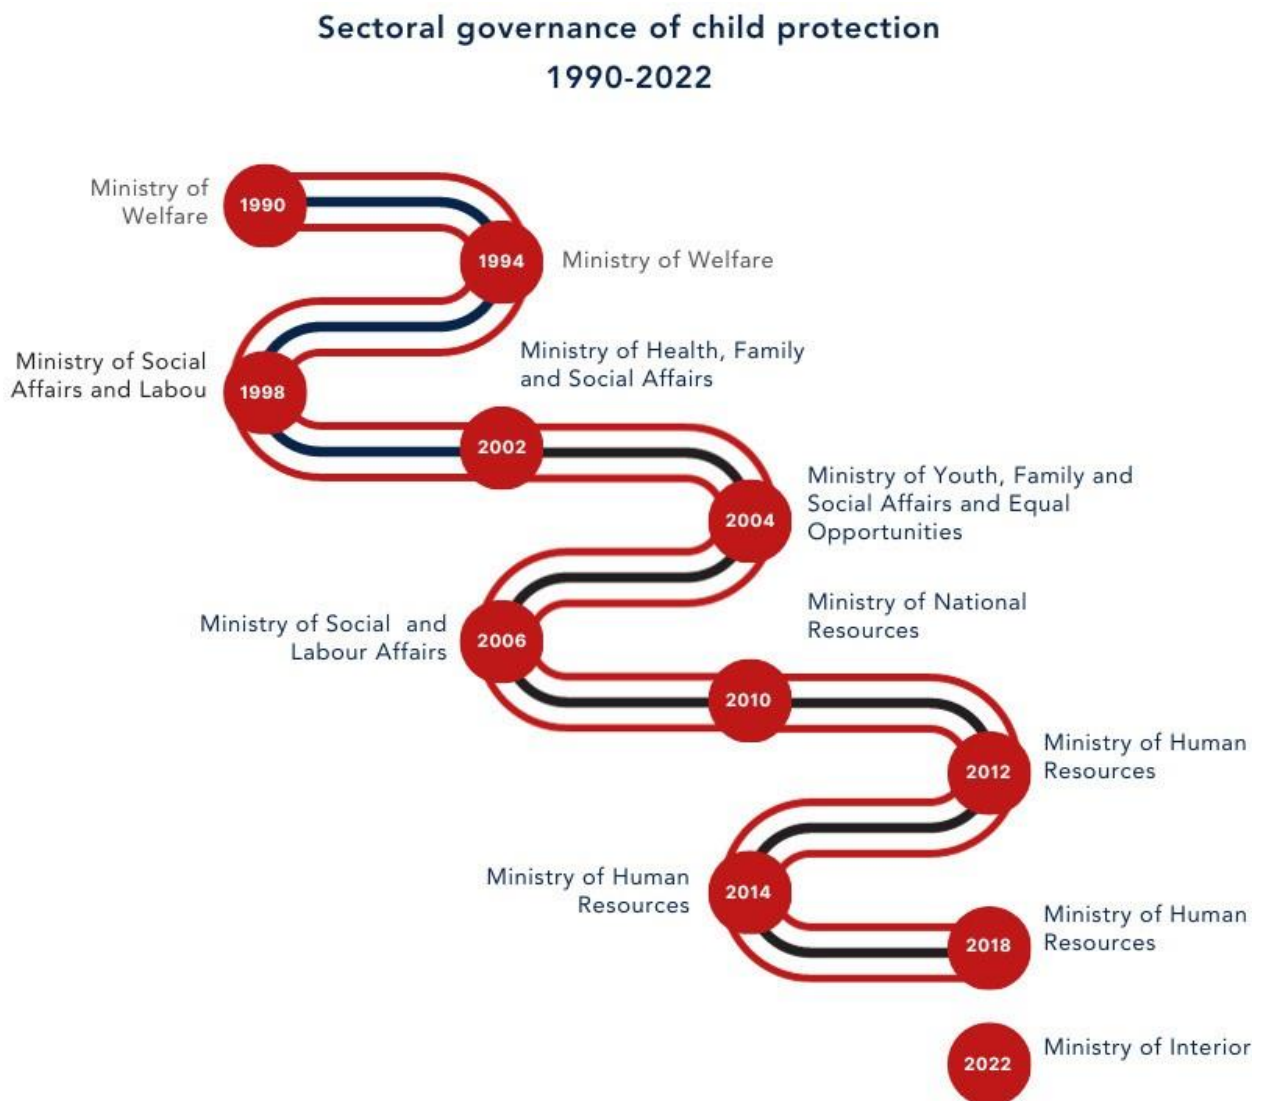 Sectoral governance of child protection
1990-2022
Ministry of
Welfare
1990
1994
Ministry of Welfare
Ministry of Social
Affairs and Labou
1998
Ministry of Health, Family
and Social Affairs
2002
Ministry of Youth, Family and
Social Affairs and Equal
Opportunities
2004
Ministry of Social  and
Labour Affairs
2006
Ministry of National
Resources
2010
Ministry of Human
Resources
2012
Ministry of Human
Resources
2014
Ministry of Human
Resources
2018
Ministry of Interior
2022